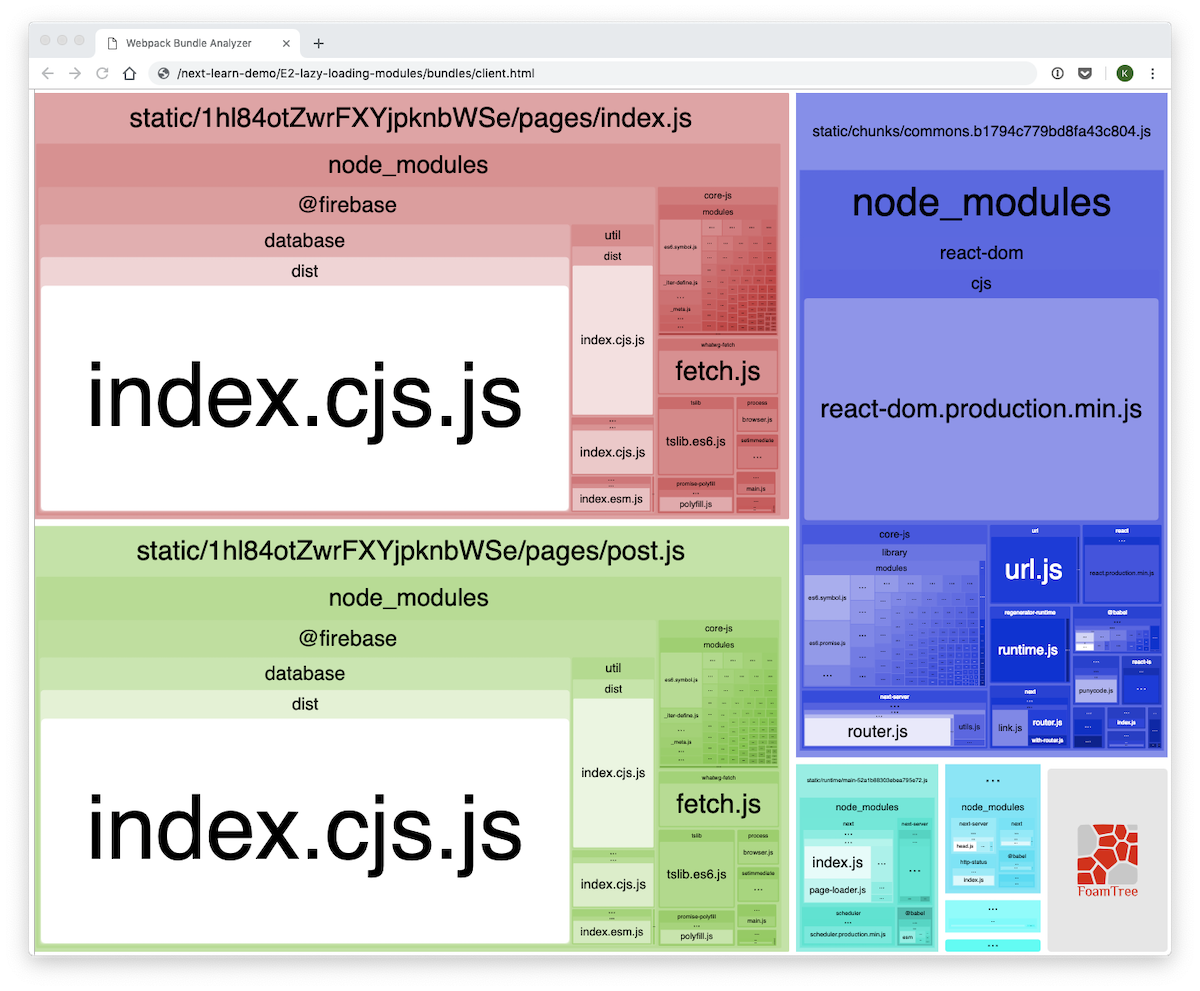 Webpack Bundle Analyzer
/next-learn-demo/E2-lazy-loading-modules/bundles/client.html
K
static/1hl84otZwrFXYjpknbWSe/pages/index.js
node_modules
@firebase
database
dist
index.cjs.js
util
dist
index.cjs.js
...
...
index.cjs.js
...
...
index.esm.js
core-js
modules
es6.symbol.js
_iter-define.js
...
_meta.js
...
...
whatwg-fetch
fetch.js
tslib
tslib.es6.js
process
browser.js
setimmediate
...
promise-polyfill
...
polyfill.js
...
main.js
...
static/1hl84otZwrFXYjpknbWSe/pages/post.js
node_modules
@firebase
database
dist
index.cjs.js
util
dist
index.cjs.js
...
...
index.cjs.js
...
...
index.esm.js
core-js
modules
es6.symbol.js
_iter-define.js
...
_meta.js
...
...
whatwg-fetch
fetch.js
tslib
tslib.es6.js
process
browser.js
setimmediate
...
promise-polyfill
...
polyfill.js
...
main.js
...
static/chunks/commons.b1794c779bd8fa43c804.js
node_modules
react-dom
cjs
react-dom.production.min.js
core-js
library
modules
es6.symbol.js
es6.promise.js
...
url
url.js
react
...
react.production.min.js
regenerator-runtime
runtime.js
@babel
...
...
punycode.js
react-is
...
next-server
...
...
router.js
utils.js
next
...
link.js
router.js
with-router.js
...
index.js
...
static/runtime/main-52a1b88303ebea795e72.js
node_modules
next
...
...
index.js
...
page-loader.js
...
next-server
...
...
scheduler
...
scheduler.production.min.js
@babel
...
esm
...
...
node_modules
next-server
...
head.js
...
next
...
http-status
...
index.js
@babel
...
...
...
...
FoamTree